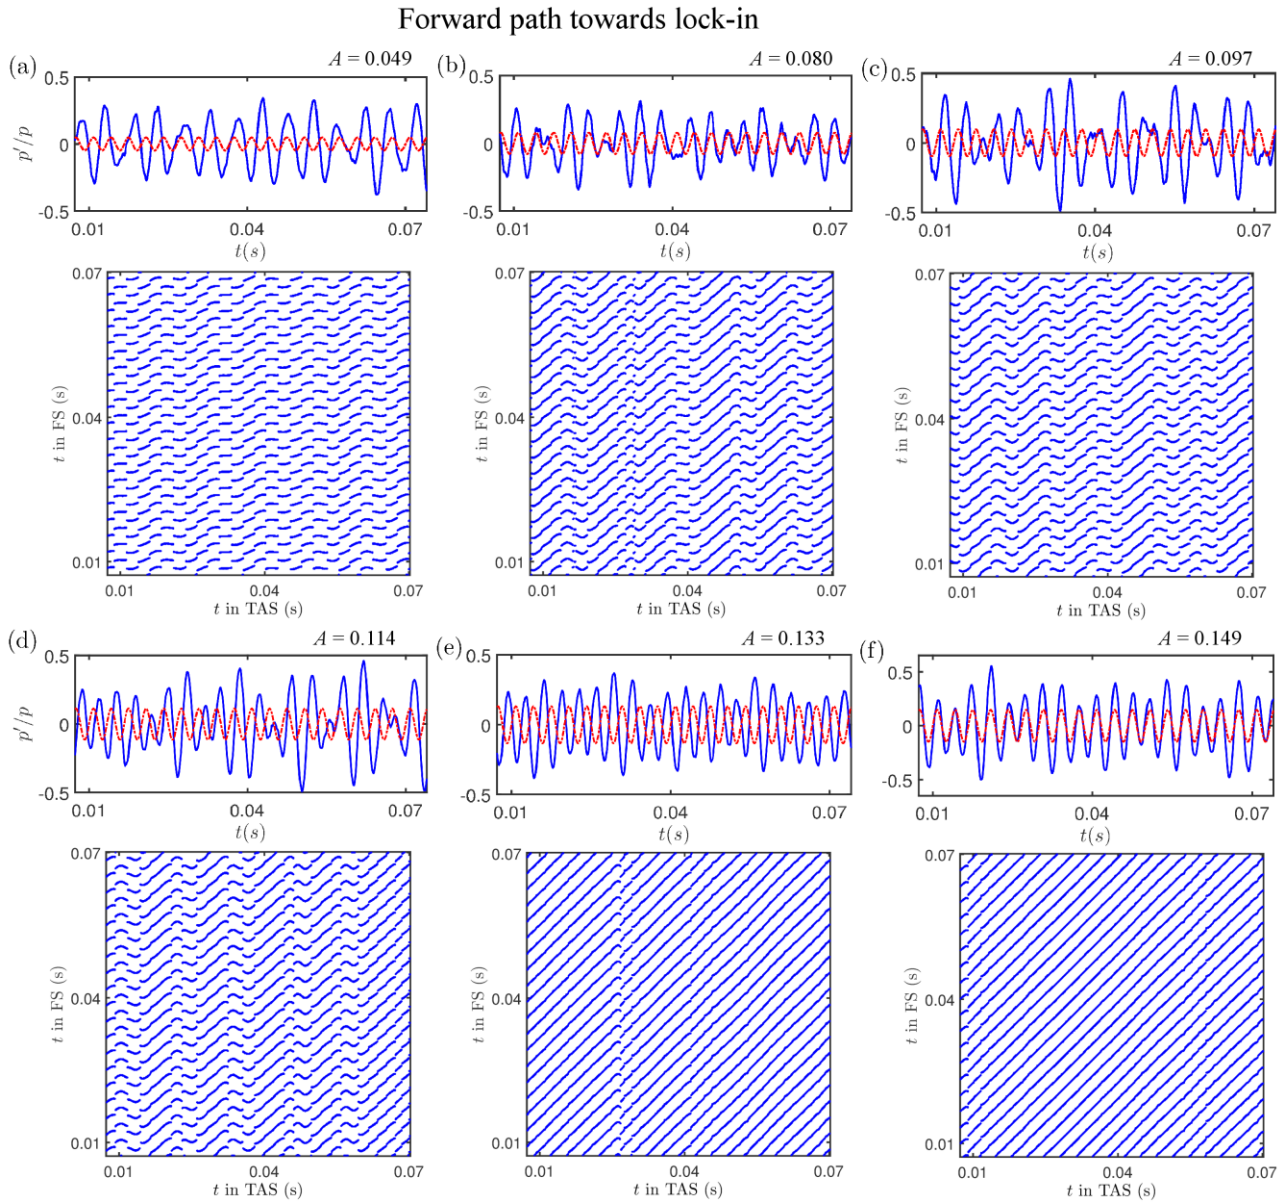 Forward path towards lock-in
(a) A = 0.049
0.5
p'/p
0
-0.5
0.01 0.04 0.07
t(s)
(b) A = 0.080
0.5
0
-0.5
0.01 0.04 0.07
t(s)
(c) A = 0.097
0.5
0
-0.5
0.01 0.04 0.07
t(s)
0.07
t in FS (s)
0.04
0.01
0.01 0.04 0.07
t in TAS (s)
0.07
t in FS (s)
0.04
0.01
0.01 0.04 0.07
t in TAS (s)
0.07
t in FS (s)
0.04
0.01
0.01 0.04 0.07
t in TAS (s)
(d) A = 0.114
0.5
p'/p
0
-0.5
0.01 0.04 0.07
t(s)
(e) A = 0.133
0.5
0
-0.5
0.01 0.04 0.07
t(s)
(f) A = 0.149
0.5
0
-0.5
0.01 0.04 0.07
t(s)
0.07
t in FS (s)
0.04
0.01
0.01 0.04 0.07
t in TAS (s)
0.07
t in FS (s)
0.04
0.01
0.01 0.04 0.07
t in TAS (s)
0.07
t in FS (s)
0.04
0.01
0.01 0.04 0.07
t in TAS (s)